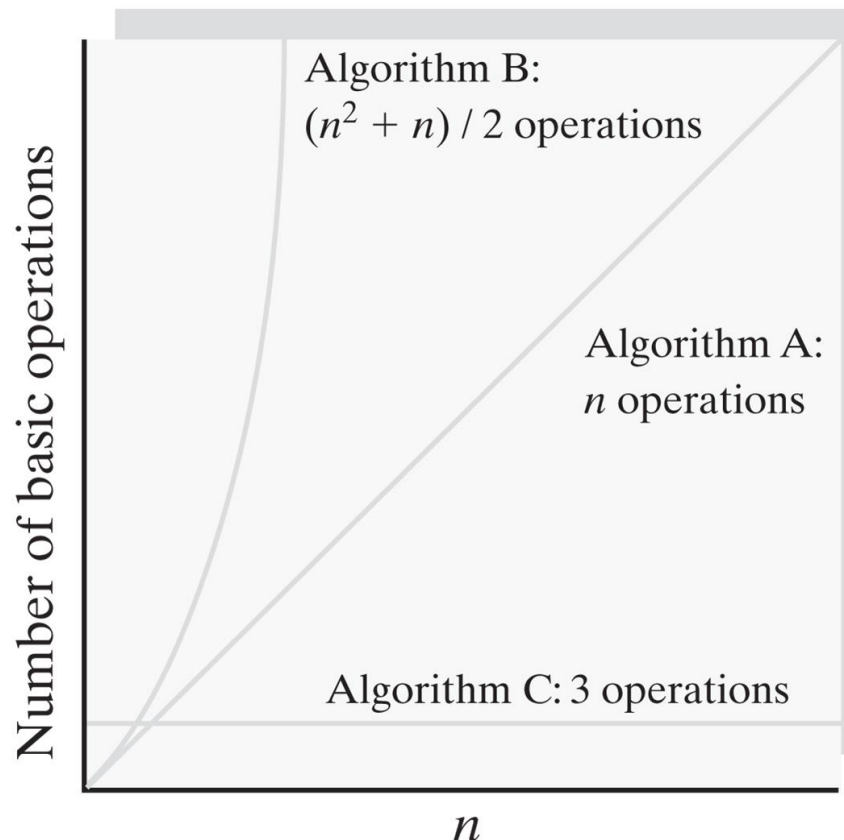 Algorithm B:
(n² + n) / 2 operations
Number of basic operations
Algorithm A:
n operations
Algorithm C: 3 operations
n